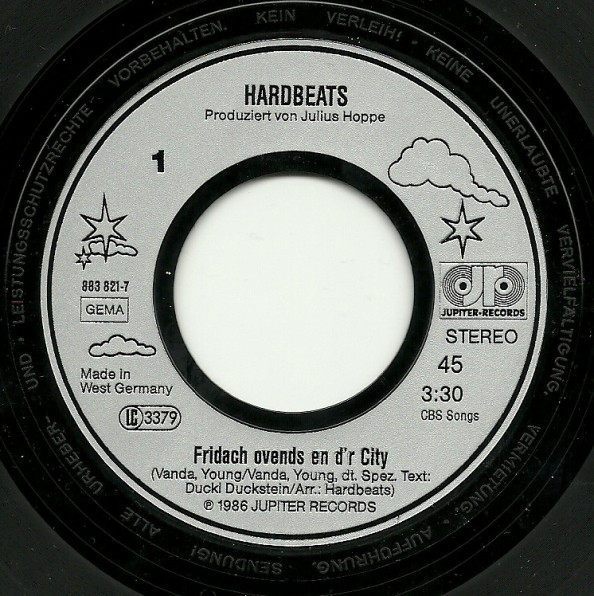 HARDBEATS
Produziert von Julius Hoppe
1
883 821-7
GEMA
Made in
West Germany
LC 3379
JUPITER-RECORDS
STEREO
45
3:30
CBS Songs
Fridach ovends en d'r City
(Vanda, Young/Vanda, Young, dt. Spez. Text:
Ducki Duckstein/Arr.: Hardbeats)
℗ 1986 JUPITER RECORDS
ALLE URHEBER- UND LEISTUNGSSCHUTZRECHTE VORBEHALTEN. KEIN VERLEIH! KEINE UNERLAUBTE VERVIELFÄLTIGUNG, VERMIETUNG, AUFFÜHRUNG, SENDUNG!